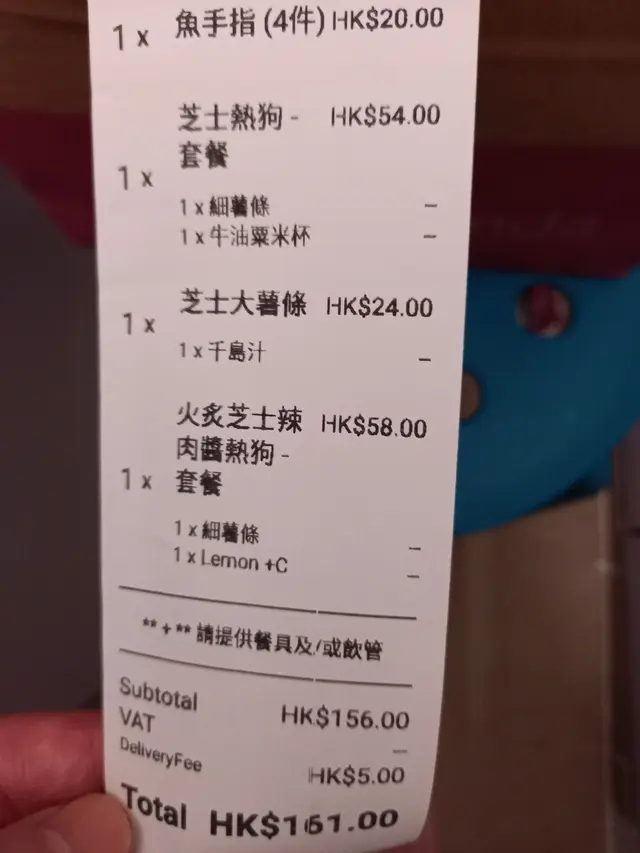 1 x 魚手指 (4件) HK$20.00
芝士熱狗 - HK$54.00
套餐
1 x
1 x 細薯條 –
1 x 牛油粟米杯 –
芝士大薯條 HK$24.00
1 x
1 x 千島汁 –
火炙芝士辣 HK$58.00
肉醬熱狗 -
1 x 套餐
1 x 細薯條 –
1 x Lemon +C –
** + ** 請提供餐具及/或飲管
Subtotal HK$156.00
VAT –
DeliveryFee HK$5.00
Total HK$161.00